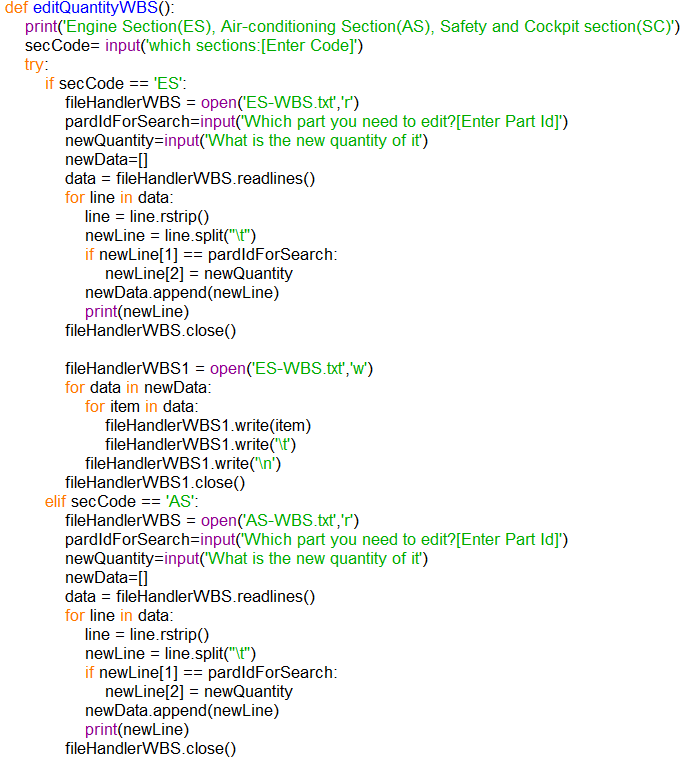 def editQuantityWBS():
    print('Engine Section(ES), Air-conditioning Section(AS), Safety and Cockpit section(SC)')
    secCode= input('which sections:[Enter Code]')
    try:
        if secCode == 'ES':
            fileHandlerWBS = open('ES-WBS.txt','r')
            pardIdForSearch=input('Which part you need to edit?[Enter Part Id]')
            newQuantity=input('What is the new quantity of it')
            newData=[]
            data = fileHandlerWBS.readlines()
            for line in data:
                line = line.rstrip()
                newLine = line.split("\t")
                if newLine[1] == pardIdForSearch:
                    newLine[2] = newQuantity
                newData.append(newLine)
                print(newLine)
            fileHandlerWBS.close()

            fileHandlerWBS1 = open('ES-WBS.txt','w')
            for data in newData:
                for item in data:
                    fileHandlerWBS1.write(item)
                    fileHandlerWBS1.write('\t')
                fileHandlerWBS1.write('\n')
            fileHandlerWBS1.close()
        elif secCode == 'AS':
            fileHandlerWBS = open('AS-WBS.txt','r')
            pardIdForSearch=input('Which part you need to edit?[Enter Part Id]')
            newQuantity=input('What is the new quantity of it')
            newData=[]
            data = fileHandlerWBS.readlines()
            for line in data:
                line = line.rstrip()
                newLine = line.split("\t")
                if newLine[1] == pardIdForSearch:
                    newLine[2] = newQuantity
                newData.append(newLine)
                print(newLine)
            fileHandlerWBS.close()